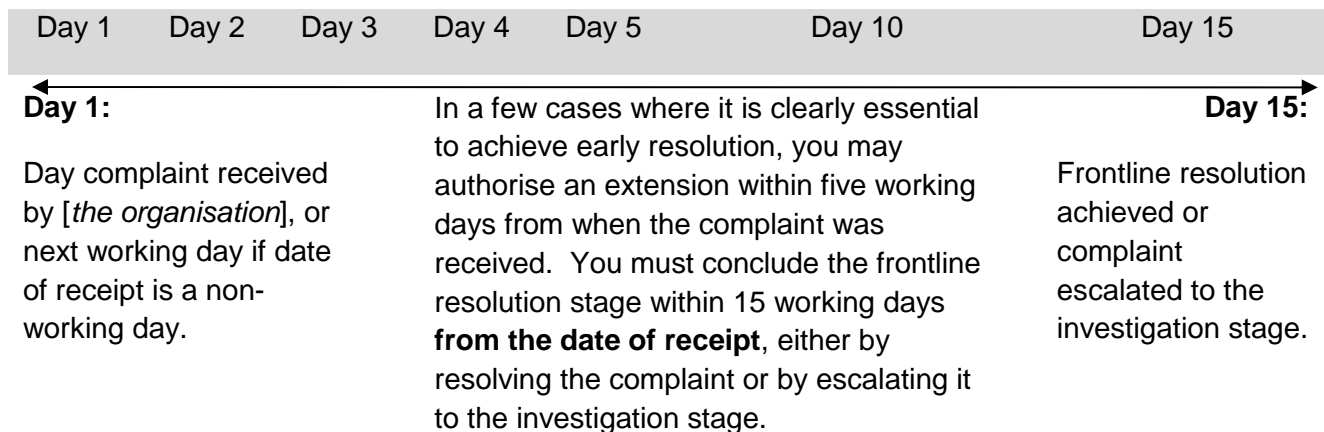 Day 1 Day 2 Day 3 Day 4 Day 5 Day 10 Day 15
Day 1:
Day complaint received
by [the organisation], or
next working day if date
of receipt is a non-
working day.
In a few cases where it is clearly essential
to achieve early resolution, you may
authorise an extension within five working
days from when the complaint was
received. You must conclude the frontline
resolution stage within 15 working days
from the date of receipt, either by
resolving the complaint or by escalating it
to the investigation stage.
Day 15:
Frontline resolution
achieved or
complaint
escalated to the
investigation stage.